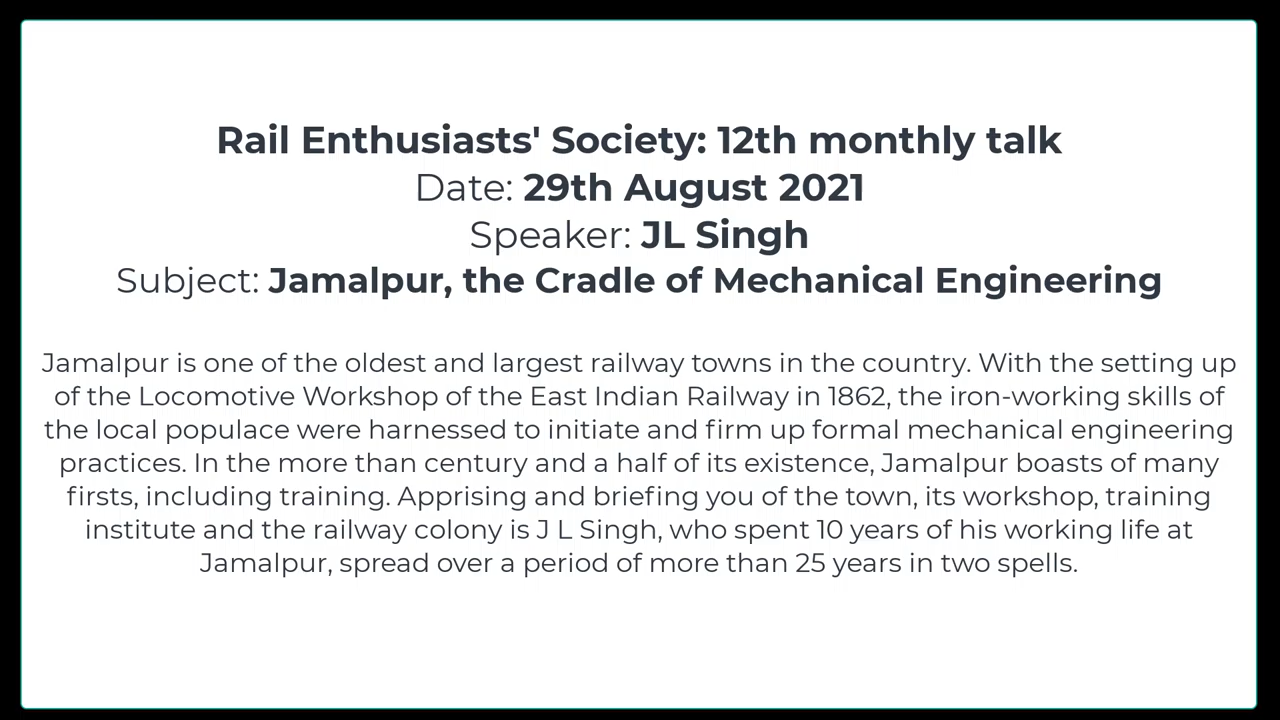 Rail Enthusiasts' Society: 12th monthly talk
Date: 29th August 2021
Speaker: JL Singh
Subject: Jamalpur, the Cradle of Mechanical Engineering
Jamalpur is one of the oldest and largest railway towns in the country. With the setting up
of the Locomotive Workshop of the East Indian Railway in 1862, the iron-working skills of
the local populace were harnessed to initiate and firm up formal mechanical engineering
practices. In the more than century and a half of its existence, Jamalpur boasts of many
firsts, including training. Apprising and briefing you of the town, its workshop, training
institute and the railway colony is J L Singh, who spent 10 years of his working life at
Jamalpur, spread over a period of more than 25 years in two spells.